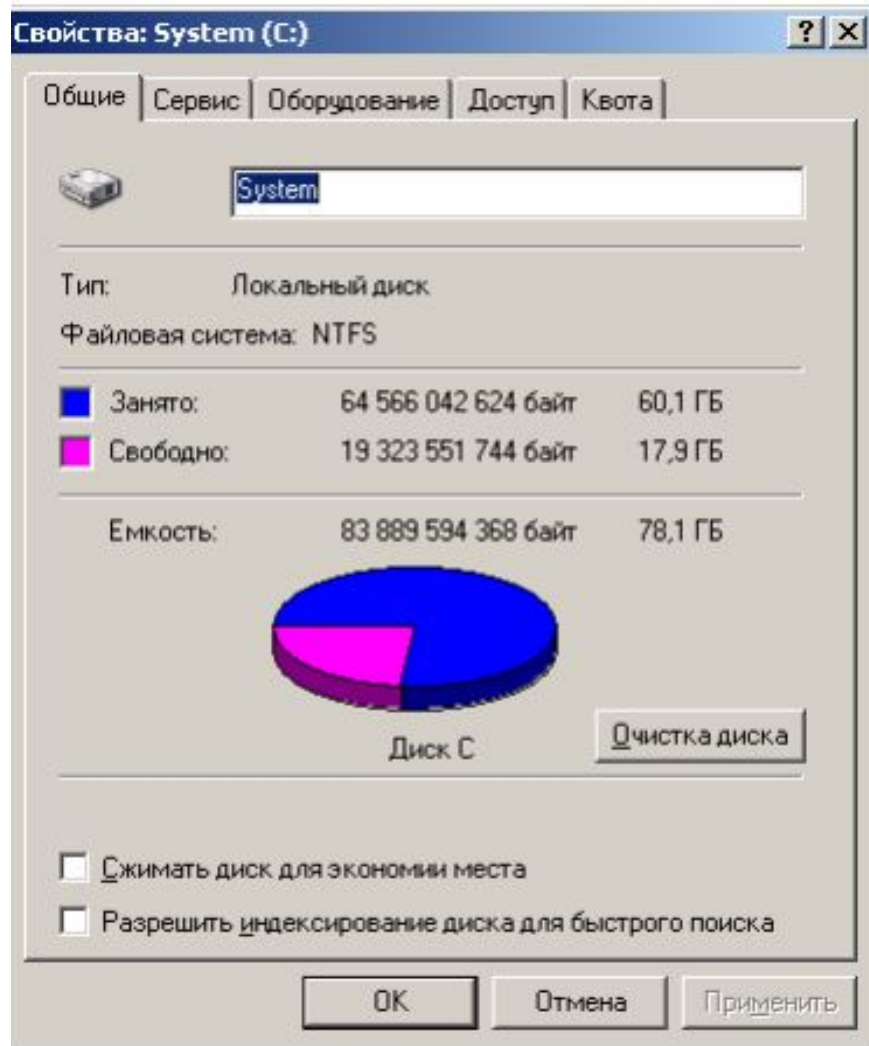 Свойства: System (C:)
Общие Сервис Оборудование Доступ Квота
System
Тип: Локальный диск
Файловая система: NTFS
Занято: 64 566 042 624 байт 60,1 ГБ
Свободно: 19 323 551 744 байт 17,9 ГБ
Емкость: 83 889 594 368 байт 78,1 ГБ
Диск C
Очистка диска
Сжимать диск для экономии места
Разрешить индексирование диска для быстрого поиска
OK Отмена Применить